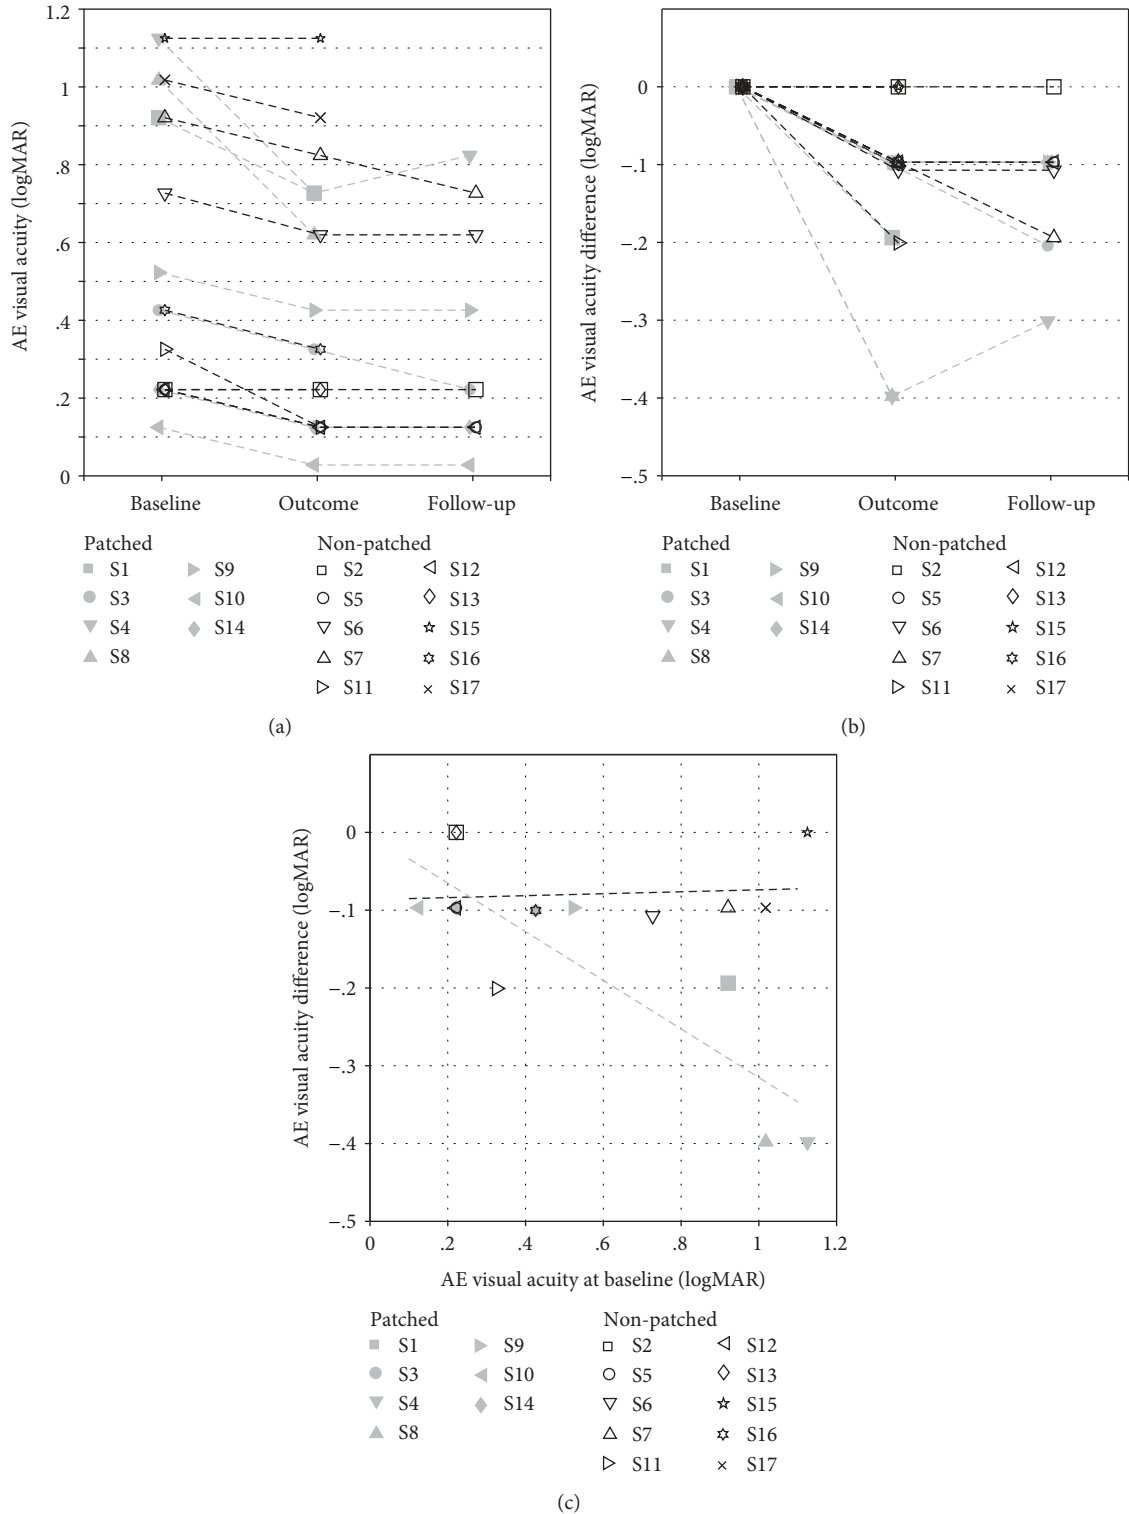 AE visual acuity (logMAR)
1.2
1
.8
.6
.4
.2
0
Baseline Outcome Follow-up
Patched Non-patched
S1 S9 S2 S12
S3 S10 S5 S13
S4 S14 S6 S15
S8 S7 S16
S11 S17
(a)
AE visual acuity difference (logMAR)
0
−.1
−.2
−.3
−.4
−.5
Baseline Outcome Follow-up
Patched Non-patched
S1 S9 S2 S12
S3 S10 S5 S13
S4 S14 S6 S15
S8 S7 S16
S11 S17
(b)
AE visual acuity difference (logMAR)
0
−.1
−.2
−.3
−.4
−.5
0 .2 .4 .6 .8 1 1.2
AE visual acuity at baseline (logMAR)
Patched Non-patched
S1 S9 S2 S12
S3 S10 S5 S13
S4 S14 S6 S15
S8 S7 S16
S11 S17
(c)